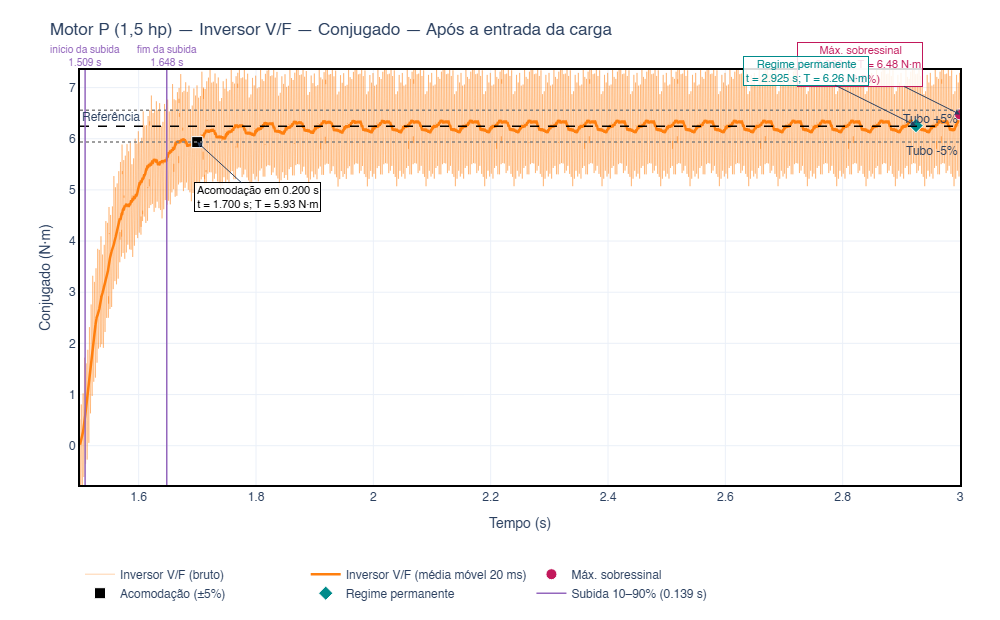 Motor P (1,5 hp) — Inversor V/F — Conjugado — Após a entrada da carga
início da subida
1.509 s
fim da subida
1.648 s
Máx. sobressinal
= 6.48 N·m
%)
Regime permanente
t = 2.925 s; T = 6.26 N·m
Referência
Tubo +5%
Tubo -5%
Acomodação em 0.200 s
t = 1.700 s; T = 5.93 N·m
Conjugado (N·m)
7
6
5
4
3
2
1
0
1.6
1.8
2
2.2
2.4
2.6
2.8
3
Tempo (s)
Inversor V/F (bruto)
Inversor V/F (média móvel 20 ms)
Máx. sobressinal
Acomodação (±5%)
Regime permanente
Subida 10–90% (0.139 s)